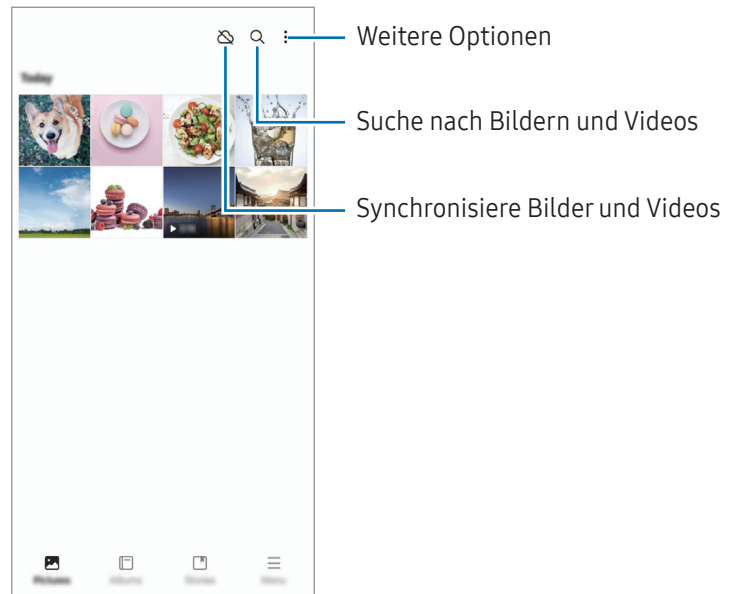 Weitere Optionen
Today
Suche nach Bildern und Videos
Synchronisiere Bilder und Videos
Pictures
Albums
Stories
Menu